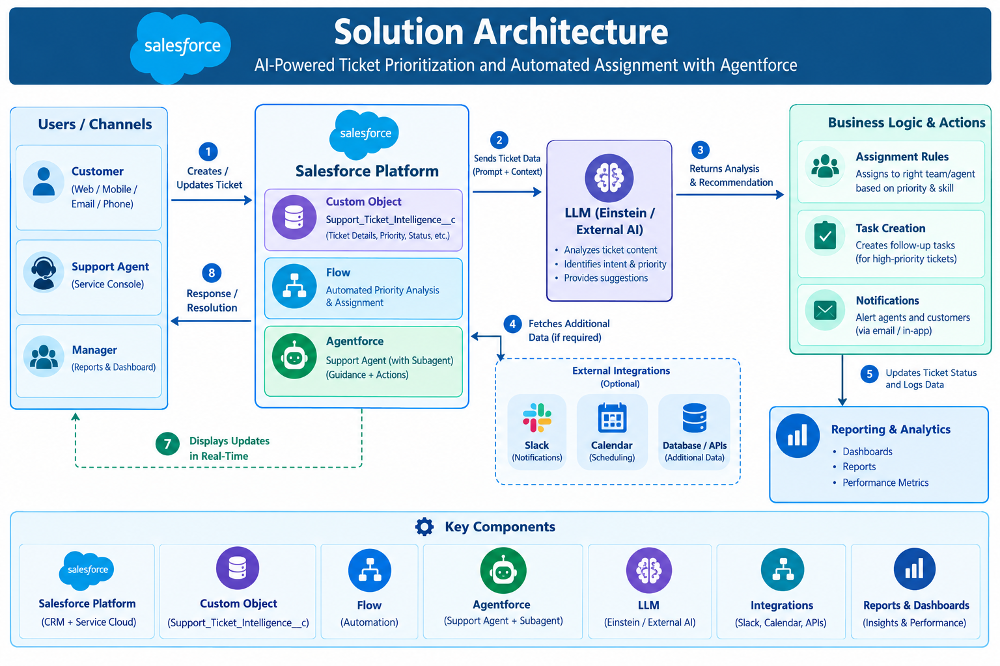 salesforce
Solution Architecture
AI-Powered Ticket Prioritization and Automated Assignment with Agentforce
Users / Channels
Customer
(Web / Mobile /
Email / Phone)
Support Agent
(Service Console)
Manager
(Reports & Dashboard)
1
Creates /
Updates Ticket
8
Response /
Resolution
salesforce
Salesforce Platform
Custom Object
Support_Ticket_Intelligence__c
(Ticket Details, Priority, Status, etc.)
Flow
Automated Priority Analysis
& Assignment
Agentforce
Support Agent (with Subagent)
(Guidance + Actions)
2
Sends Ticket Data
(Prompt + Context)
LLM (Einstein /
External AI)
• Analyzes ticket content
• Identifies intent & priority
• Provides suggestions
3
Returns Analysis
& Recommendation
Business Logic & Actions
Assignment Rules
Assigns to right team/agent
based on priority & skill
Task Creation
Creates follow-up tasks
(for high-priority tickets)
Notifications
Alert agents and customers
(via email / in-app)
4
Fetches Additional
Data (if required)
External Integrations
(Optional)
Slack
(Notifications)
Calendar
(Scheduling)
Database / APIs
(Additional Data)
5
Updates Ticket Status
and Logs Data
Reporting & Analytics
• Dashboards
• Reports
• Performance Metrics
7
Displays Updates
in Real-Time
Key Components
salesforce
Salesforce Platform
(CRM + Service Cloud)
Custom Object
(Support_Ticket_Intelligence__c)
Flow
(Automation)
Agentforce
(Support Agent + Subagent)
LLM
(Einstein / External AI)
Integrations
(Slack, Calendar, APIs)
Reports & Dashboards
(Insights & Performance)